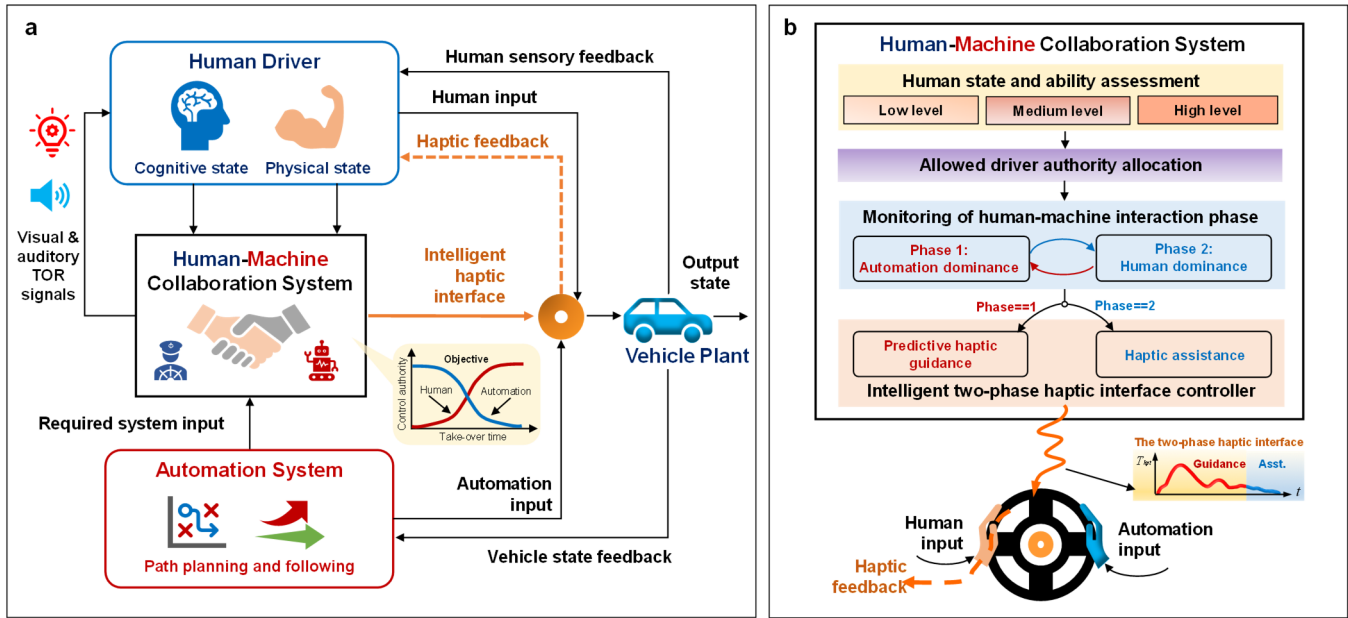 a
Human Driver
Cognitive state
Physical state
Human sensory feedback
Human input
Haptic feedback
Visual &
auditory
TOR
signals
Human-Machine
Collaboration System
Intelligent
haptic
interface
Output
state
Vehicle Plant
Objective
Human
Automation
Control authority
Take-over time
Required system input
Automation System
Path planning and following
Automation
input
Vehicle state feedback
b
Human-Machine Collaboration System
Human state and ability assessment
Low level
Medium level
High level
Allowed driver authority allocation
Monitoring of human-machine interaction phase
Phase 1:
Automation dominance
Phase 2:
Human dominance
Phase==1
Phase==2
Predictive haptic
guidance
Haptic assistance
Intelligent two-phase haptic interface controller
The two-phase haptic interface
Guidance
Asst.
t
Human
input
Automation
input
Haptic
feedback